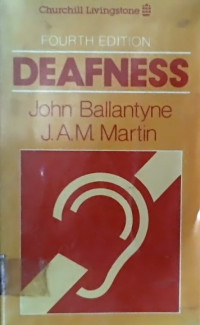 Churchill Livingstone
FOURTH EDITION
DEAFNESS
John Ballantyne
J.A.M. Martin